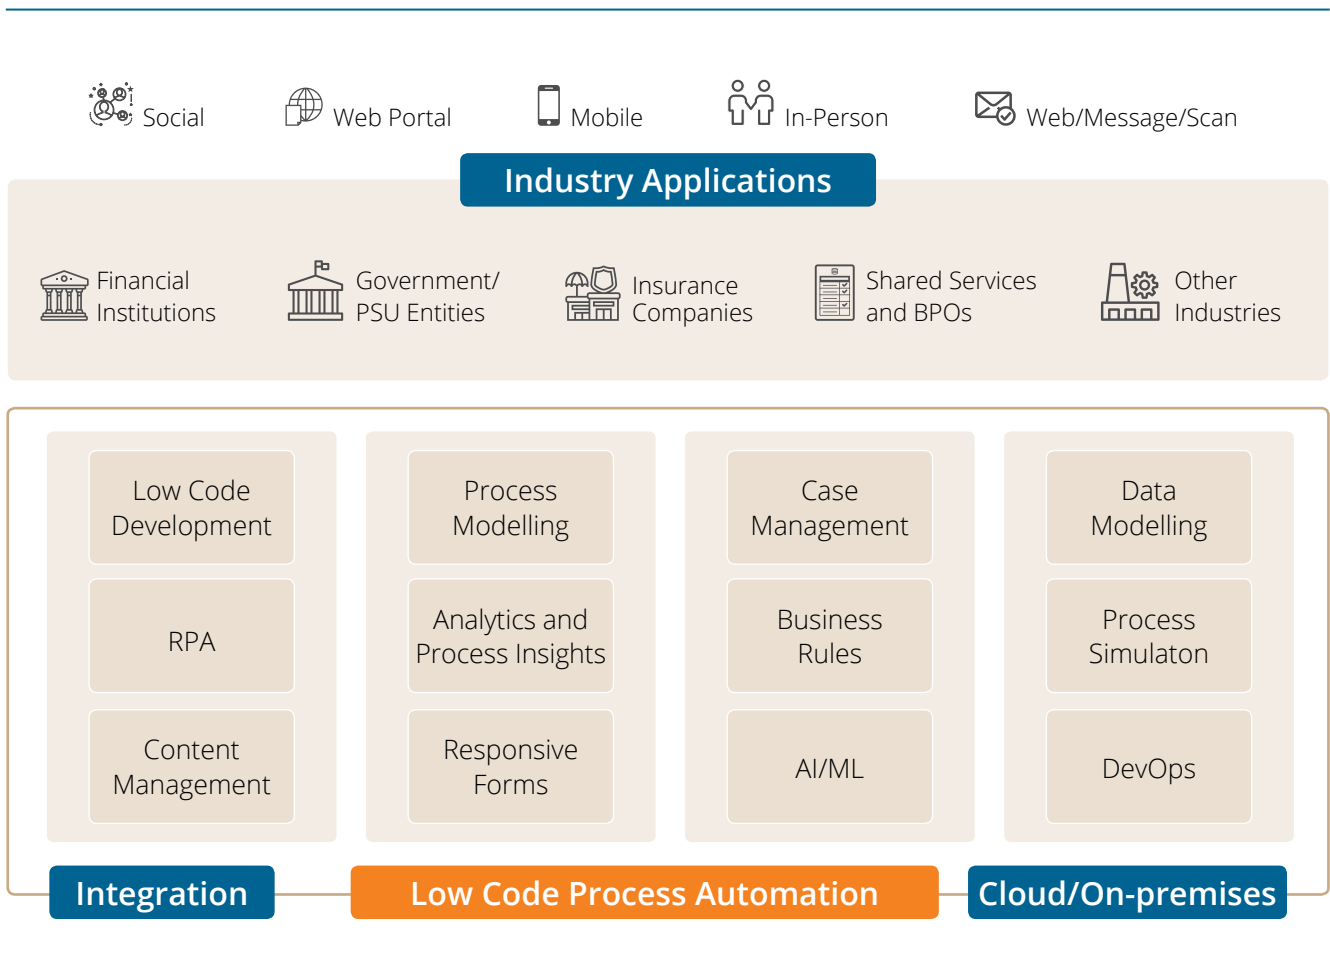 Social
Web Portal
Mobile
In-Person
Web/Message/Scan
Industry Applications
Financial
Institutions
Government/
PSU Entities
Insurance
Companies
Shared Services
and BPOs
Other
Industries
Low Code
Development
Process
Modelling
Case
Management
Data
Modelling
RPA
Analytics and
Process Insights
Business
Rules
Process
Simulaton
Content
Management
Responsive
Forms
AI/ML
DevOps
Integration
Low Code Process Automation
Cloud/On-premises